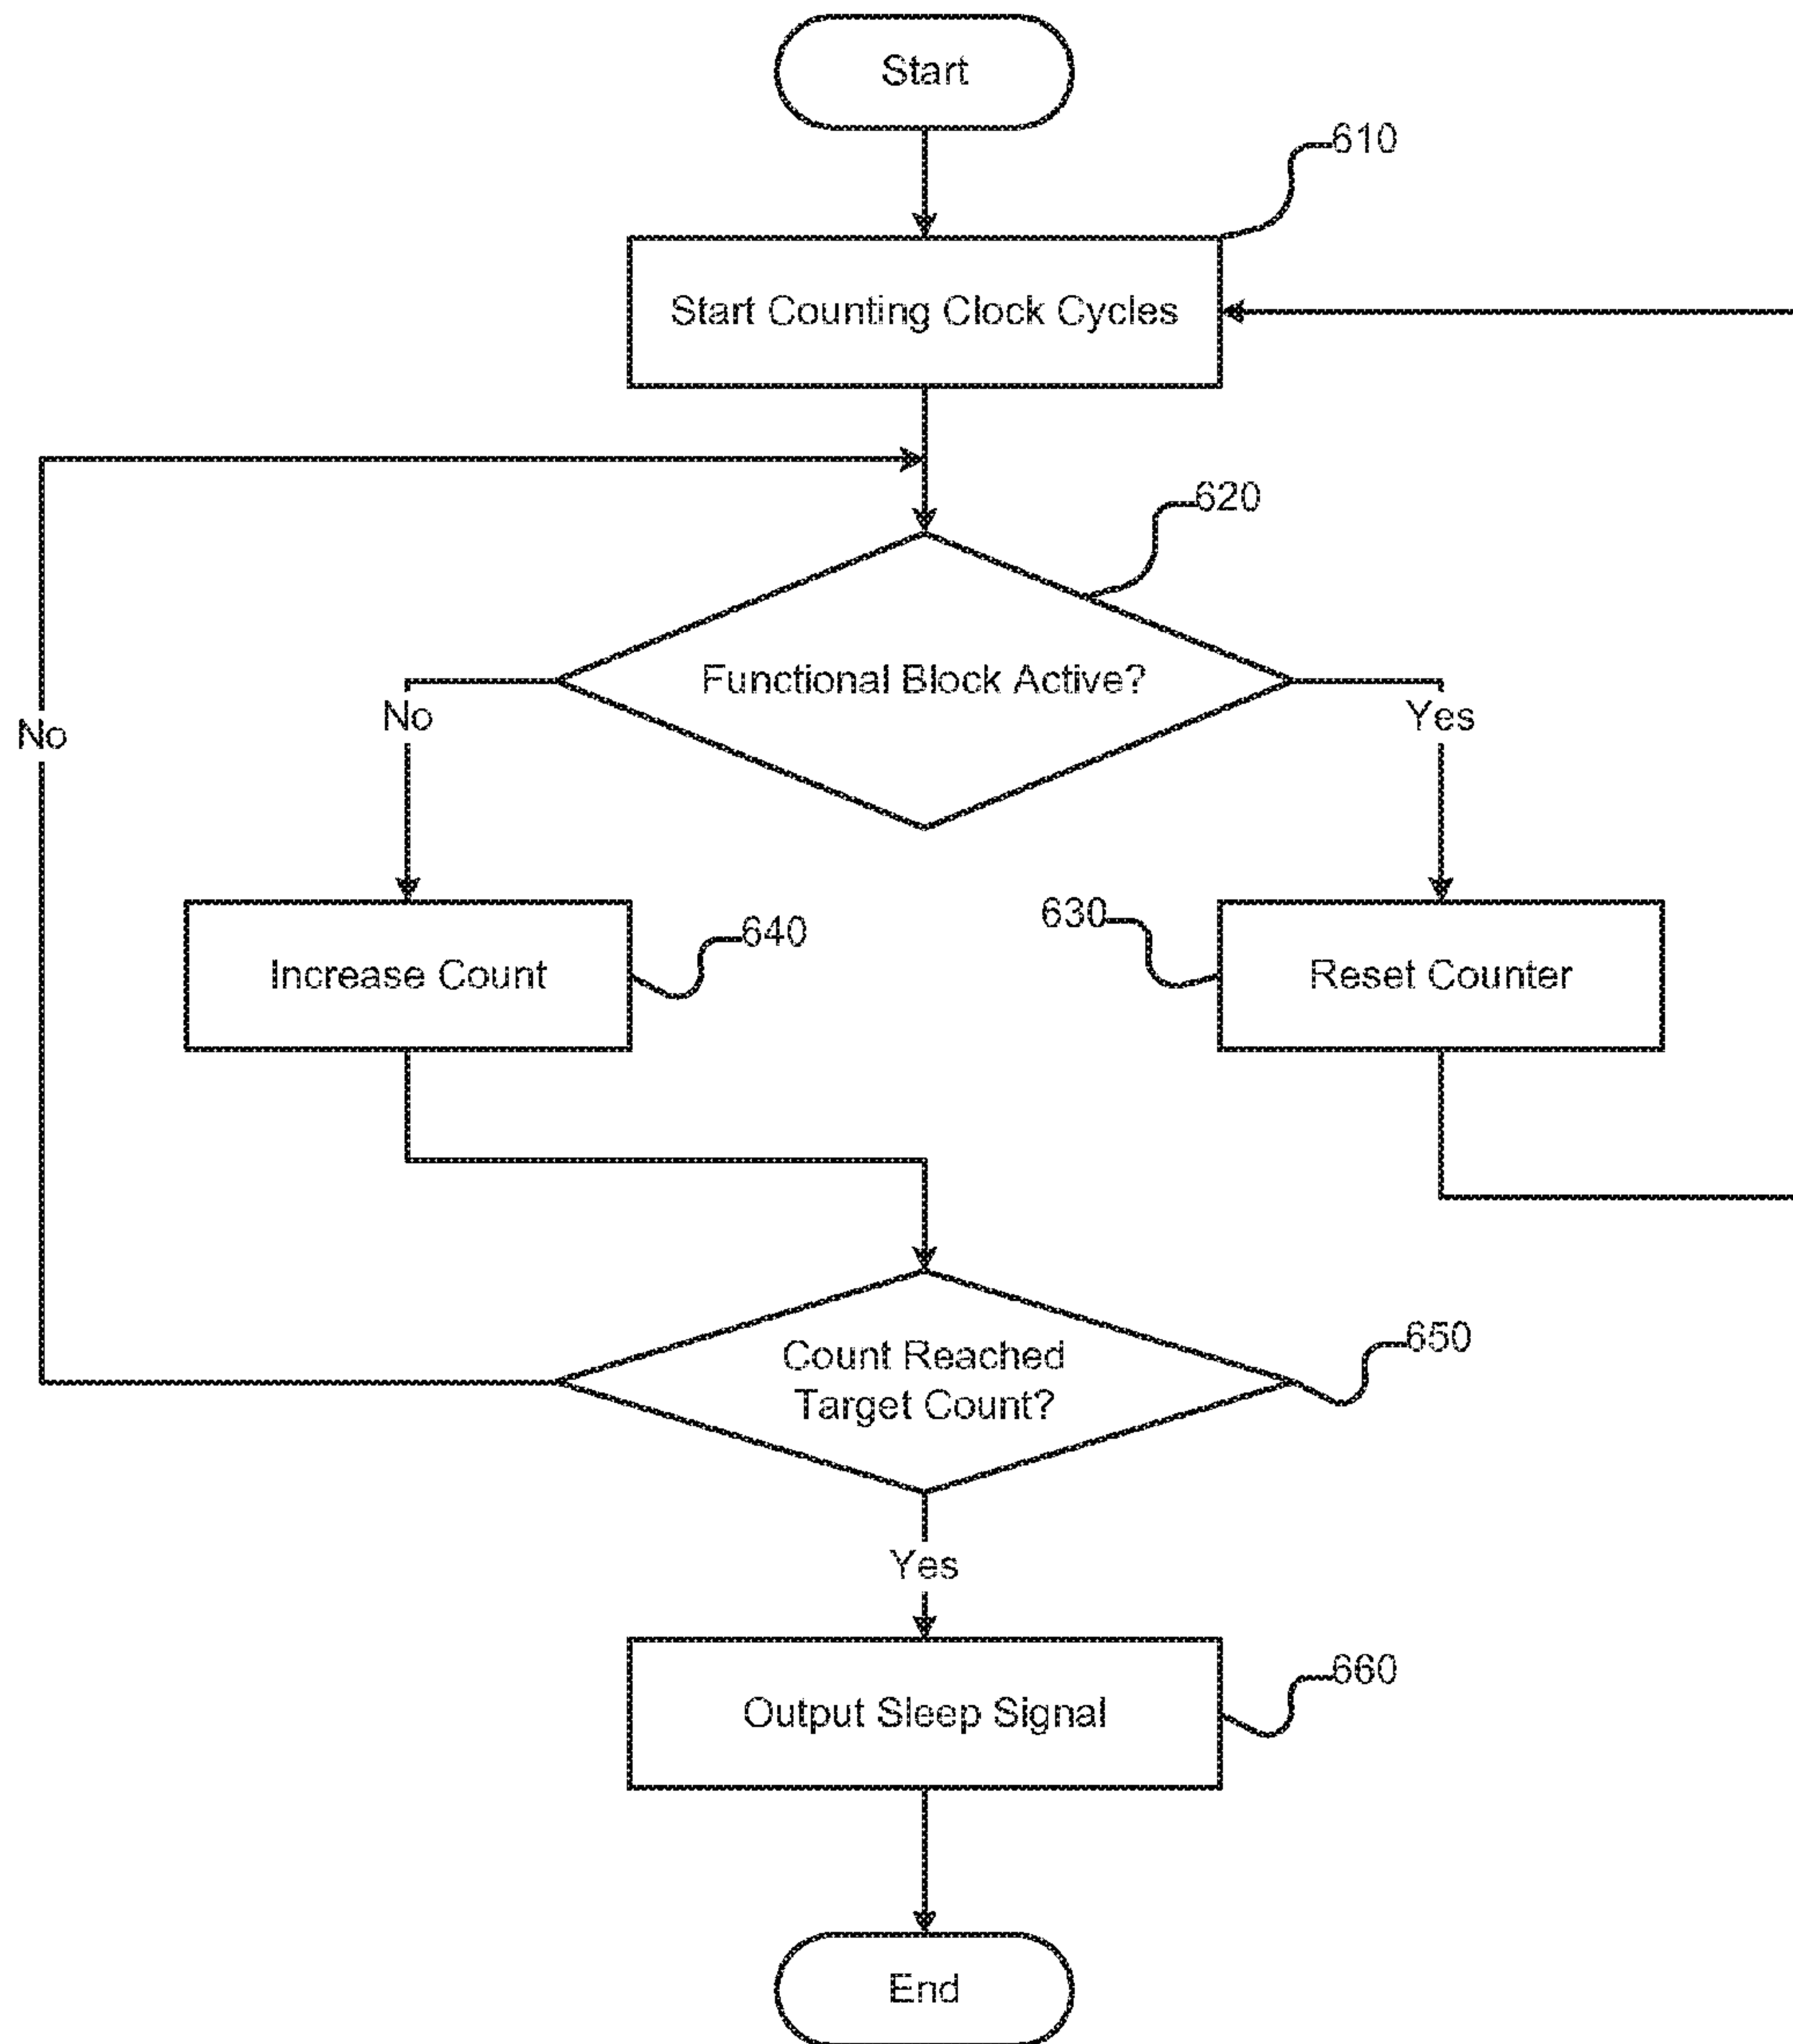 Start
610
Start Counting Clock Cycles
620
Functional Block Active?
No
No
Yes
Increase Count
640
630
Reset Counter
Count Reached
Target Count?
650
Yes
Output Sleep Signal
660
End